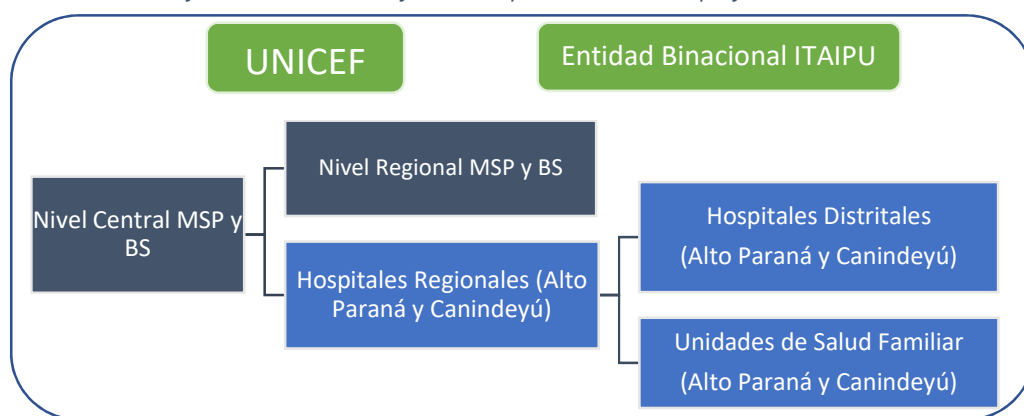 UNICEF
Entidad Binacional ITAIPU
Nivel Regional MSP y BS
Nivel Central MSP y
BS
Hospitales Regionales (Alto
Paraná y Canindeyú)
Hospitales Distritales
(Alto Paraná y Canindeyú)
Unidades de Salud Familiar
(Alto Paraná y Canindeyú)